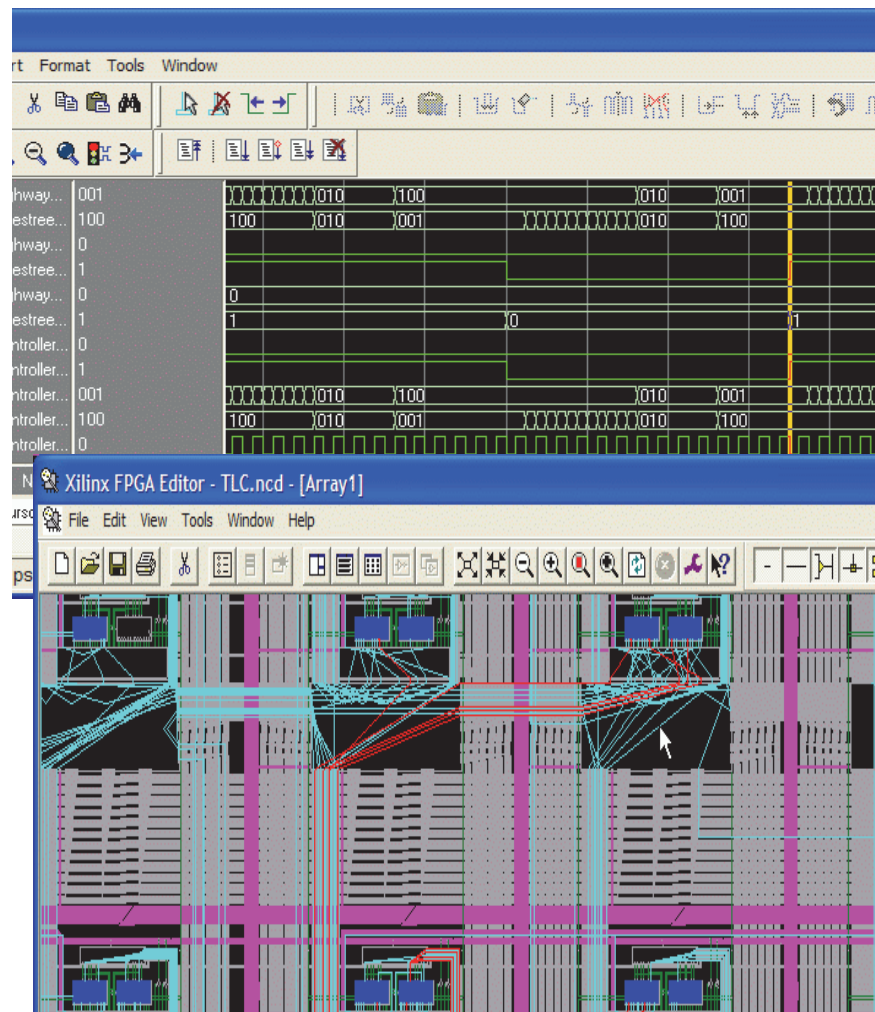 rt Format Tools Window
hway... 001 010 100 010 001
estree... 100 100 010 001 010 100
hway... 0
estree... 1
hway... 0 0
estree... 1 1 0 1
ntroller... 0
ntroller... 1
ntroller... 001 010 100 010 001
ntroller... 100 100 010 001 010 100
ntroller... 0
N
Xilinx FPGA Editor - TLC.ncd - [Array1]
urso
File Edit View Tools Window Help
ps